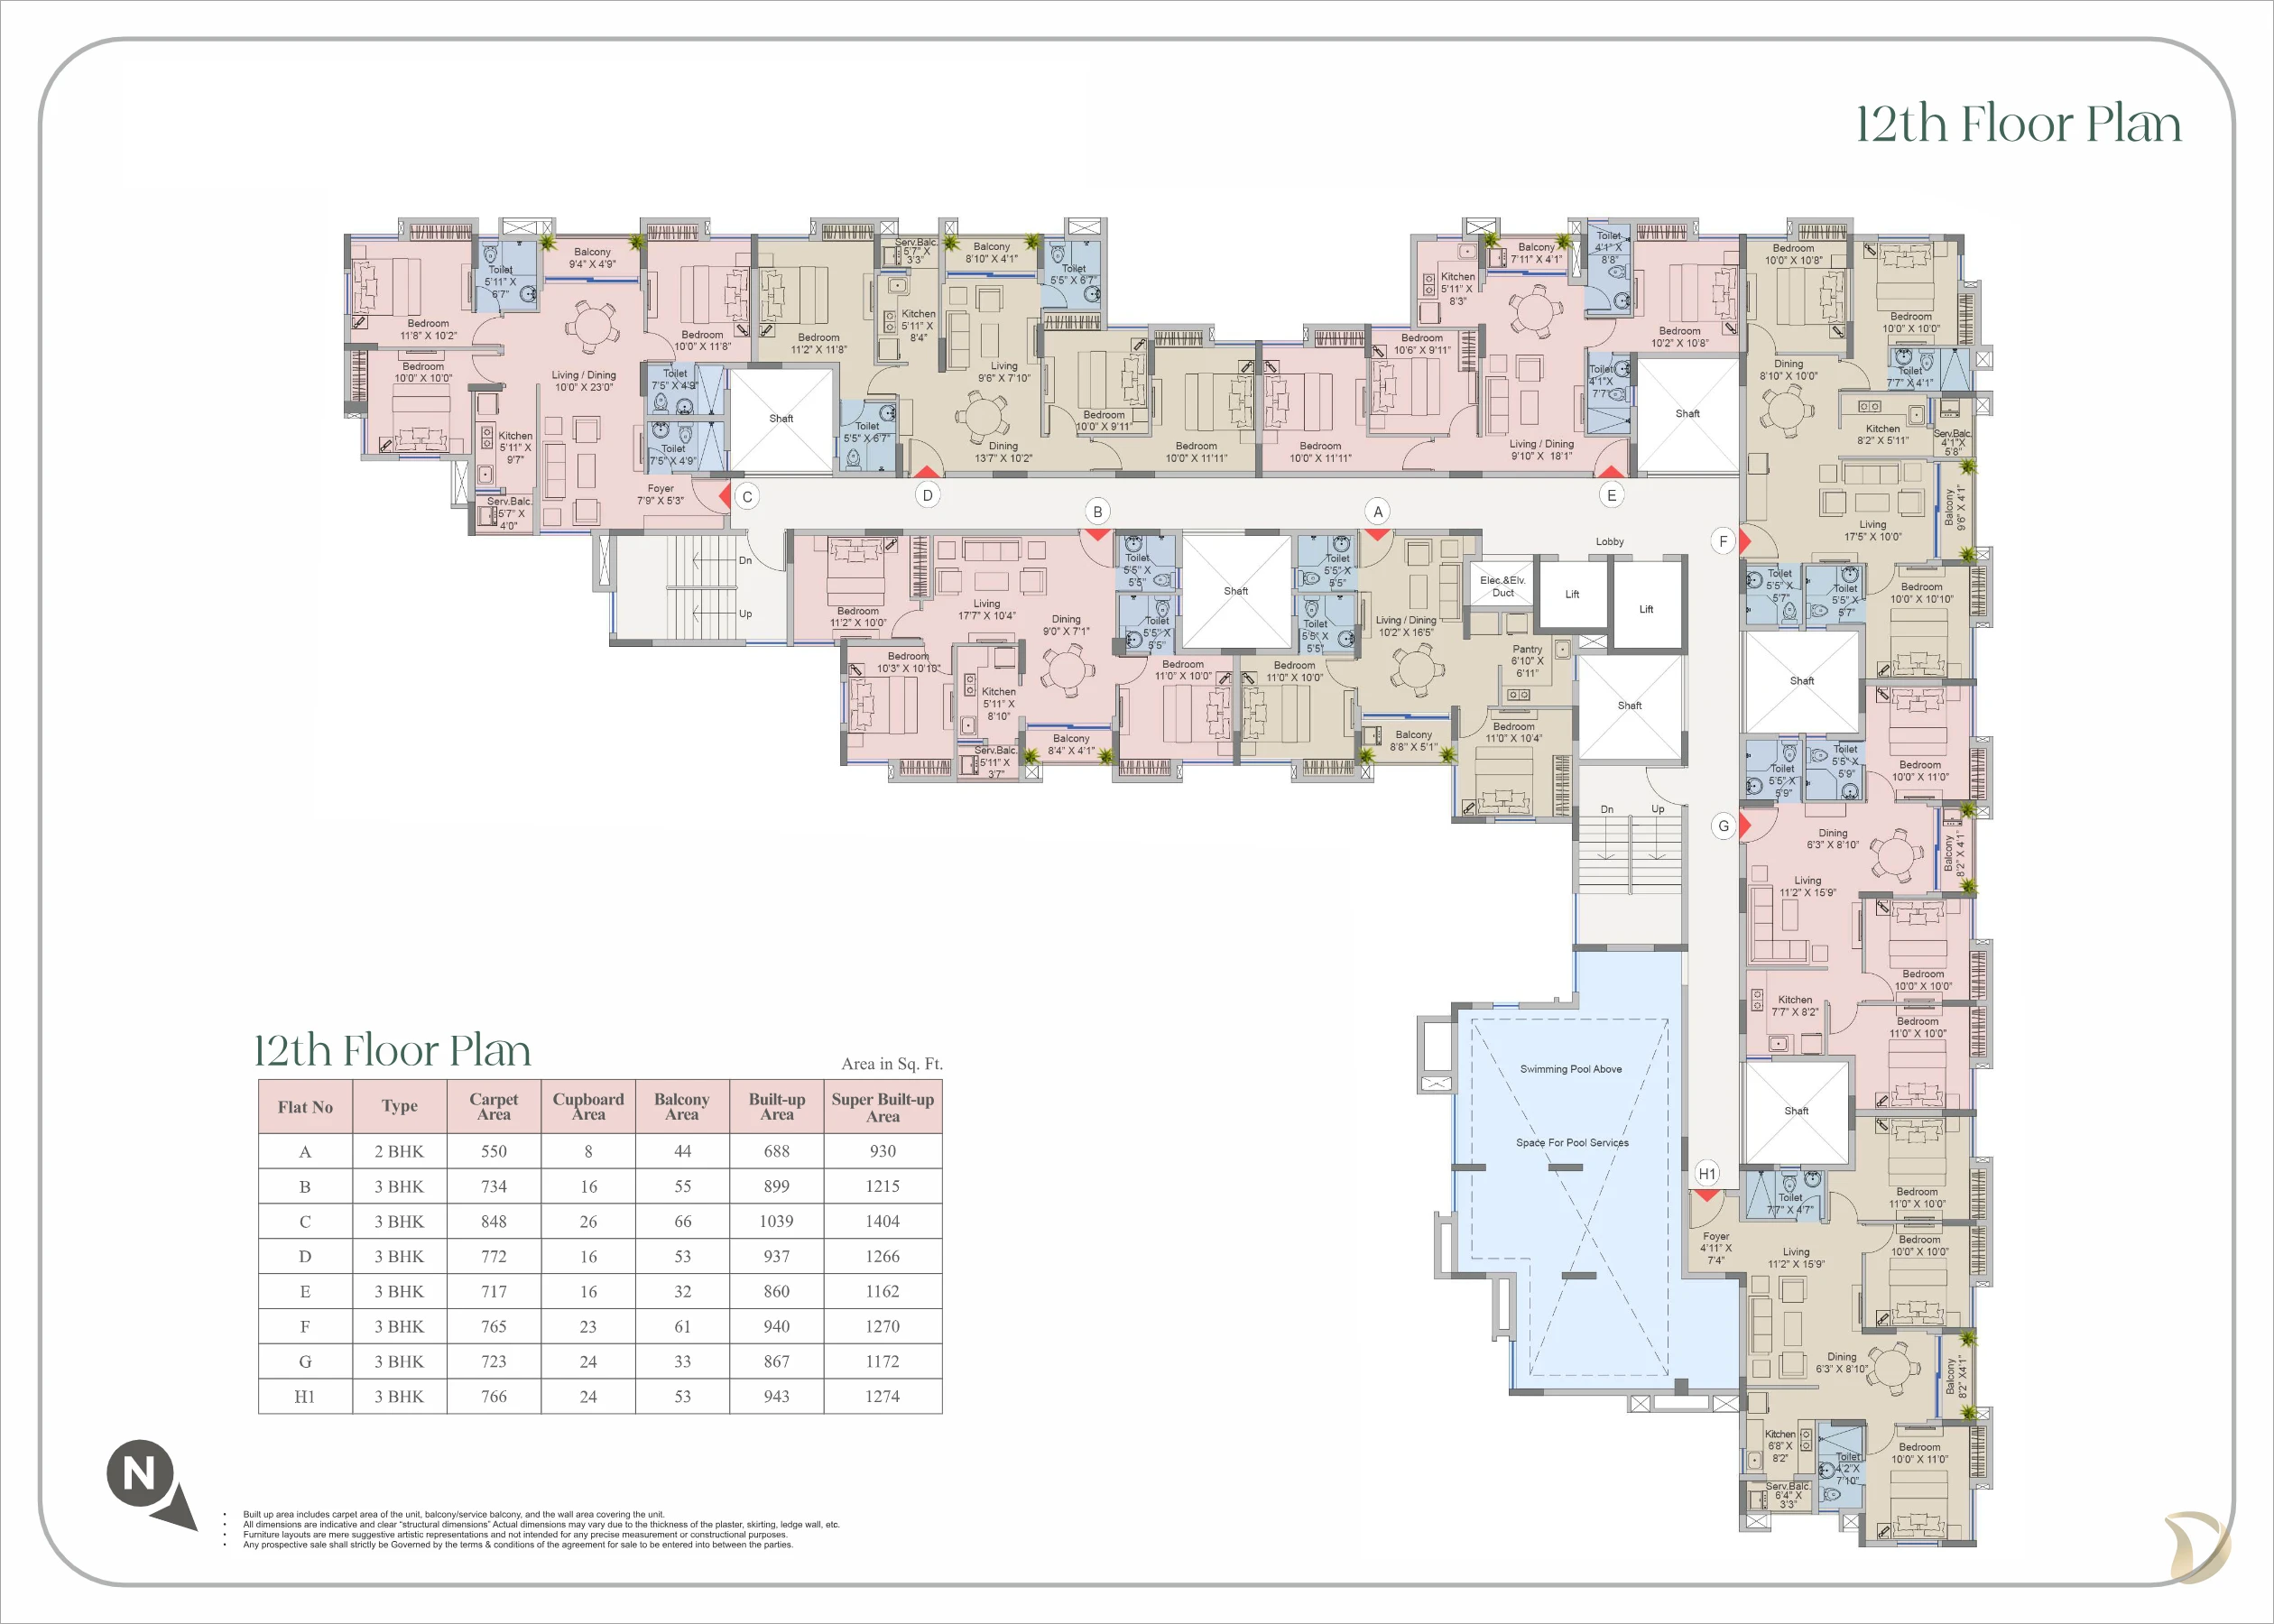 12th Floor Plan
Bedroom
11'8" X 10'2"
Toilet
5'11" X
6'7"
Balcony
9'4" X 4'9"
Bedroom
10'0" X 11'8"
Bedroom
10'0" X 10'0"
Living / Dining
10'0" X 23'0"
Toilet
7'5" X 4'9"
Toilet
7'5" X 4'9"
Kitchen
5'11" X
9'7"
Serv.Balc.
5'7" X
4'0"
Foyer
7'9" X 5'3"
C
Shaft
Bedroom
11'2" X 11'8"
Serv.Balc.
5'7" X
3'3"
Kitchen
5'11" X
8'4"
Balcony
8'10" X 4'1"
Toilet
5'5" X 6'7"
Living
9'6" X 7'10"
Toilet
5'5" X 6'7"
Dining
13'7" X 10'2"
Bedroom
10'0" X 9'11"
Bedroom
10'0" X 11'11"
D
Bedroom
10'0" X 11'11"
Bedroom
10'6" X 9'11"
Kitchen
5'11" X
8'3"
Balcony
7'11" X 4'1"
Toilet
4'1" X
8'8"
Bedroom
10'2" X 10'8"
Toilet
4'1"X
7'7"
Living / Dining
9'10" X 18'1"
E
Shaft
Bedroom
10'0" X 10'8"
Bedroom
10'0" X 10'0"
Dining
8'10" X 10'0"
Toilet
7'7" X 4'1"
Kitchen
8'2" X 5'11"
Serv.Balc.
4'1"X
5'8"
Balcony
9'6" X 4'1"
Living
17'5" X 10'0"
F
Toilet
5'5" X
5'7"
Toilet
5'5" X
5'7"
Bedroom
10'0" X 10'10"
Shaft
Dn
Up
Bedroom
11'2" X 10'0"
Living
17'7" X 10'4"
Dining
9'0" X 7'1"
B
Toilet
5'5" X
5'5"
Toilet
5'5" X
5'5"
Bedroom
10'3" X 10'10"
Kitchen
5'11" X
8'10"
Serv.Balc.
5'11" X
3'7"
Balcony
8'4" X 4'1"
Bedroom
11'0" X 10'0"
Shaft
A
Toilet
5'5" X
5'5"
Toilet
5'5" X
5'5"
Living / Dining
10'2" X 16'5"
Bedroom
11'0" X 10'0"
Balcony
8'8" X 5'1"
Pantry
6'10" X
6'11"
Bedroom
11'0" X 10'4"
Elec.&Elv.
Duct
Lobby
Lift
Lift
Shaft
Dn
Up
Toilet
5'5" X
5'9"
Toilet
5'5" X
5'9"
Bedroom
10'0" X 11'0"
G
Dining
6'3" X 8'10"
Balcony
8'2" X 4'1"
Living
11'2" X 15'9"
Bedroom
10'0" X 10'0"
Kitchen
7'7" X 8'2"
Bedroom
11'0" X 10'0"
Shaft
Swimming Pool Above
Space For Pool Services
H1
Toilet
7'7" X 4'7"
Bedroom
11'0" X 10'0"
Foyer
4'11" X
7'4"
Living
11'2" X 15'9"
Bedroom
10'0" X 10'0"
Dining
6'3" X 8'10"
Balcony
8'2" X4'1"
Kitchen
6'8" X
8'2"
Toilet
4'2"X
7'10"
Serv.Balc.
6'4" X
3'3"
Bedroom
10'0" X 11'0"
12th Floor Plan
Area in Sq. Ft.
Flat No Type Carpet Area Cupboard Area Balcony Area Built-up Area Super Built-up Area
A 2 BHK 550 8 44 688 930
B 3 BHK 734 16 55 899 1215
C 3 BHK 848 26 66 1039 1404
D 3 BHK 772 16 53 937 1266
E 3 BHK 717 16 32 860 1162
F 3 BHK 765 23 61 940 1270
G 3 BHK 723 24 33 867 1172
H1 3 BHK 766 24 53 943 1274
N
• Built up area includes carpet area of the unit, balcony/service balcony, and the wall area covering the unit.
• All dimensions are indicative and clear “structural dimensions” Actual dimensions may vary due to the thickness of the plaster, skirting, ledge wall, etc.
• Furniture layouts are mere suggestive artistic representations and not intended for any precise measurement or constructional purposes.
• Any prospective sale shall strictly be Governed by the terms & conditions of the agreement for sale to be entered into between the parties.